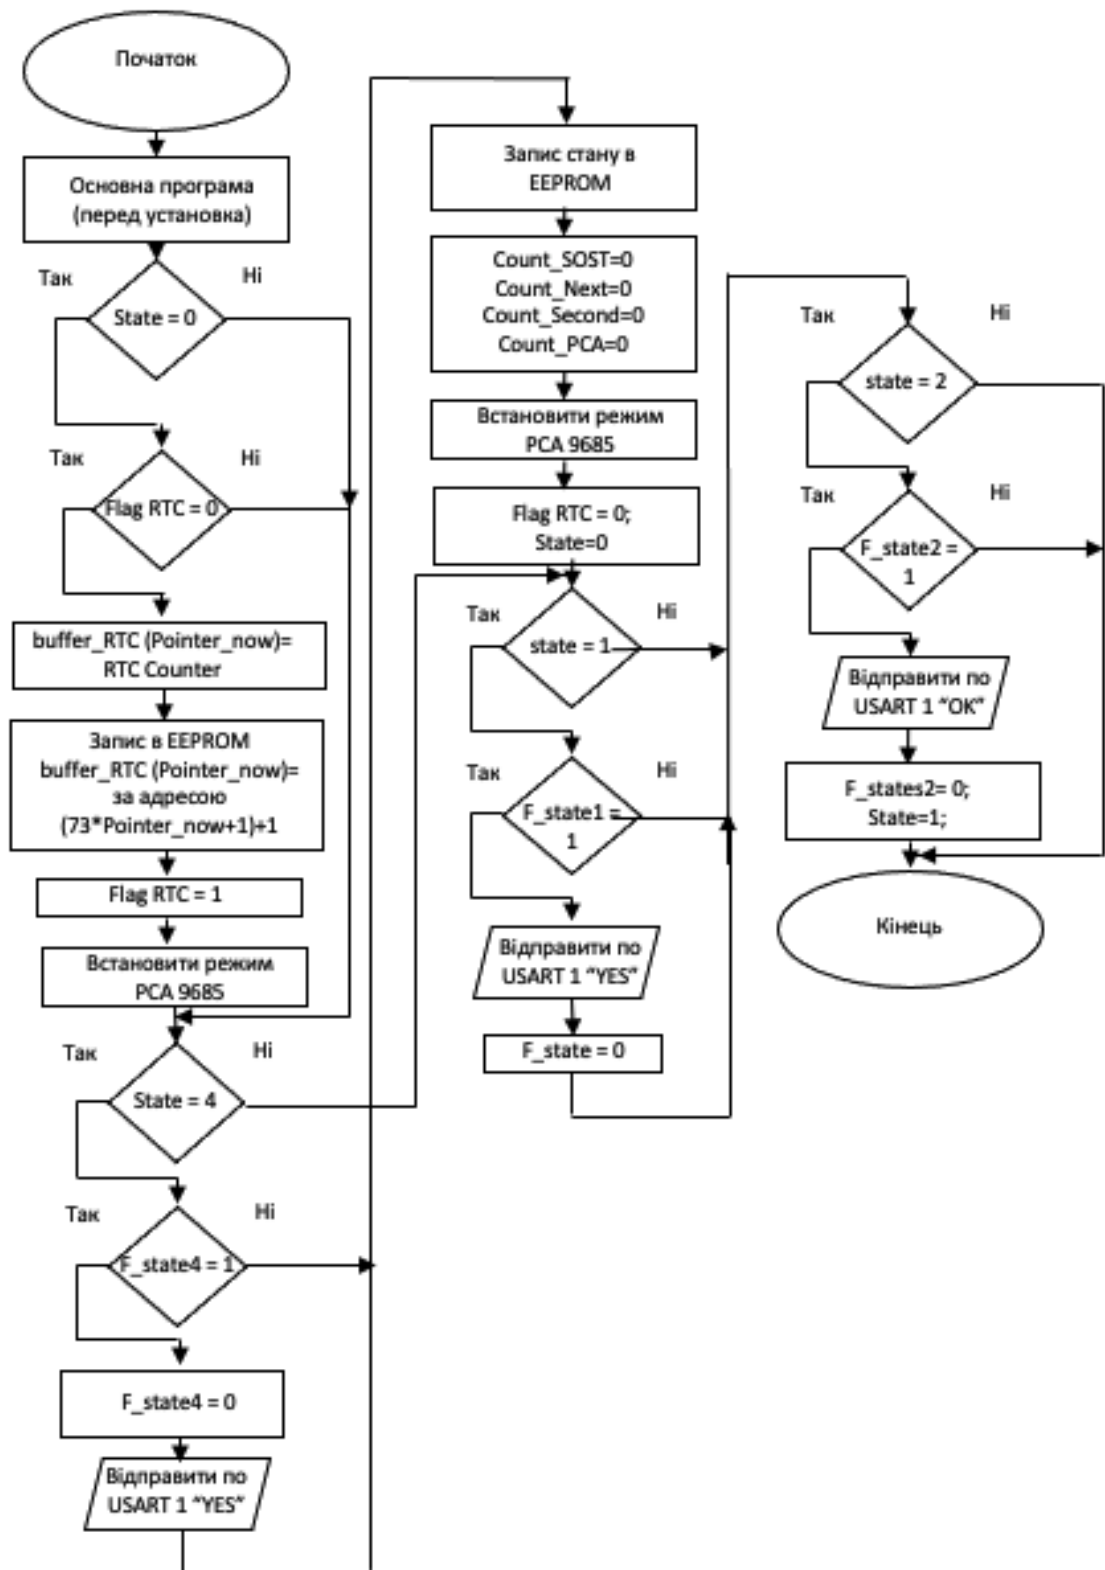 Початок
Основна програма
(перед установка)
Так
Ні
State = 0
Так
Ні
Flag RTC = 0
buffer_RTC (Pointer_now)=
RTC Counter
Запис в EEPROM
buffer_RTC (Pointer_now)=
за адресою
(73*Pointer_now+1)+1
Flag RTC = 1
Встановити режим
PCA 9685
Так
Ні
State = 4
Так
Ні
F_state4 = 1
F_state4 = 0
Відправити по
USART 1 “YES”
Запис стану в
EEPROM
Count_SOST=0
Count_Next=0
Count_Second=0
Count_PCA=0
Встановити режим
PCA 9685
Flag RTC = 0;
State=0
Так
Ні
state = 1
Так
Ні
F_state1 =
1
Відправити по
USART 1 “YES”
F_state = 0
Так
Ні
state = 2
Так
Ні
F_state2 =
1
Відправити по
USART 1 “OK”
F_states2= 0;
State=1;
Кінець